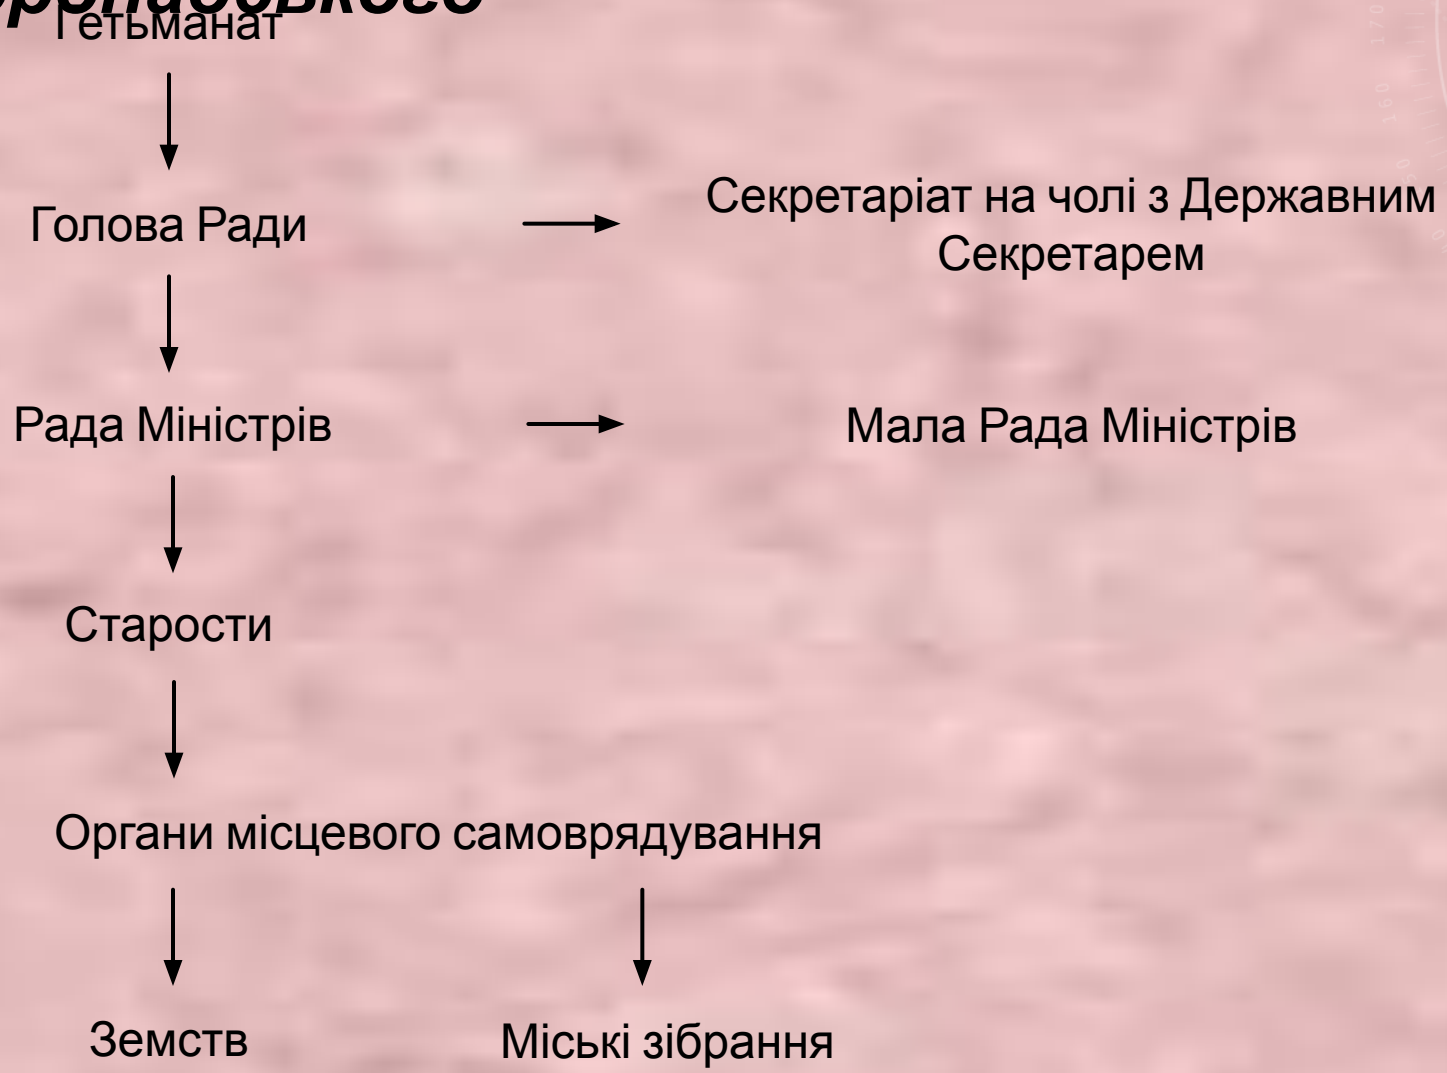 Гетьманат
Голова Ради
Секретаріат на чолі з Державним
Секретарем
Рада Міністрів
Мала Рада Міністрів
Старости
Органи місцевого самоврядування
Земств
Міські зібрання